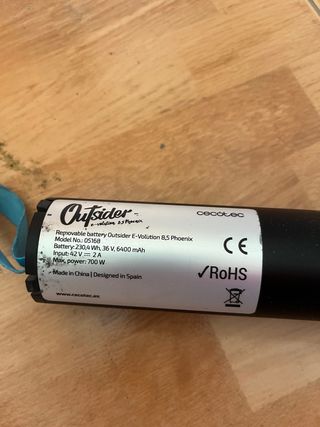 Outsider
e-volution 8.5 Phoenix
cecotec
Removable battery Outsider E-Volution 8,5 Phoenix
Model No.: 05168
Battery: 230,4 Wh, 36 V, 6400 mAh
Input: 42 V ⎓ 2 A
Max. power: 700 W
CE
✓RoHS
Made in China | Designed in Spain
www.cecotec.es